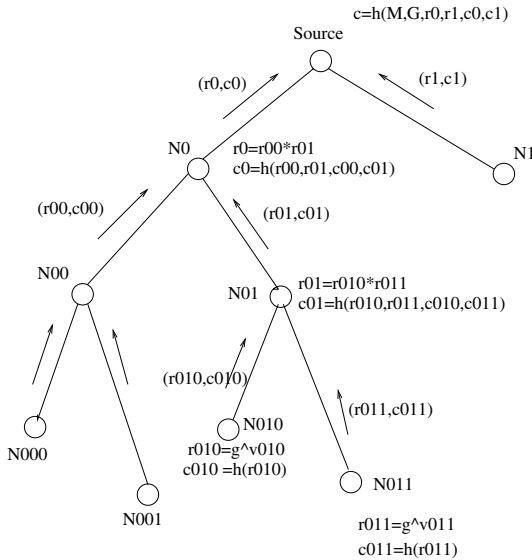 c=h(M,G,r0,r1,c0,c1)
Source
(r0,c0)
(r1,c1)
N0
r0=r00*r01
c0=h(r00,r01,c00,c01)
N1
(r00,c00)
(r01,c01)
N00
N01
r01=r010*r011
c01=h(r010,r011,c010,c011)
(r010,c010)
(r011,c011)
N000
N010
r010=g^v010
c010 =h(r010)
N001
N011
r011=g^v011
c011=h(r011)